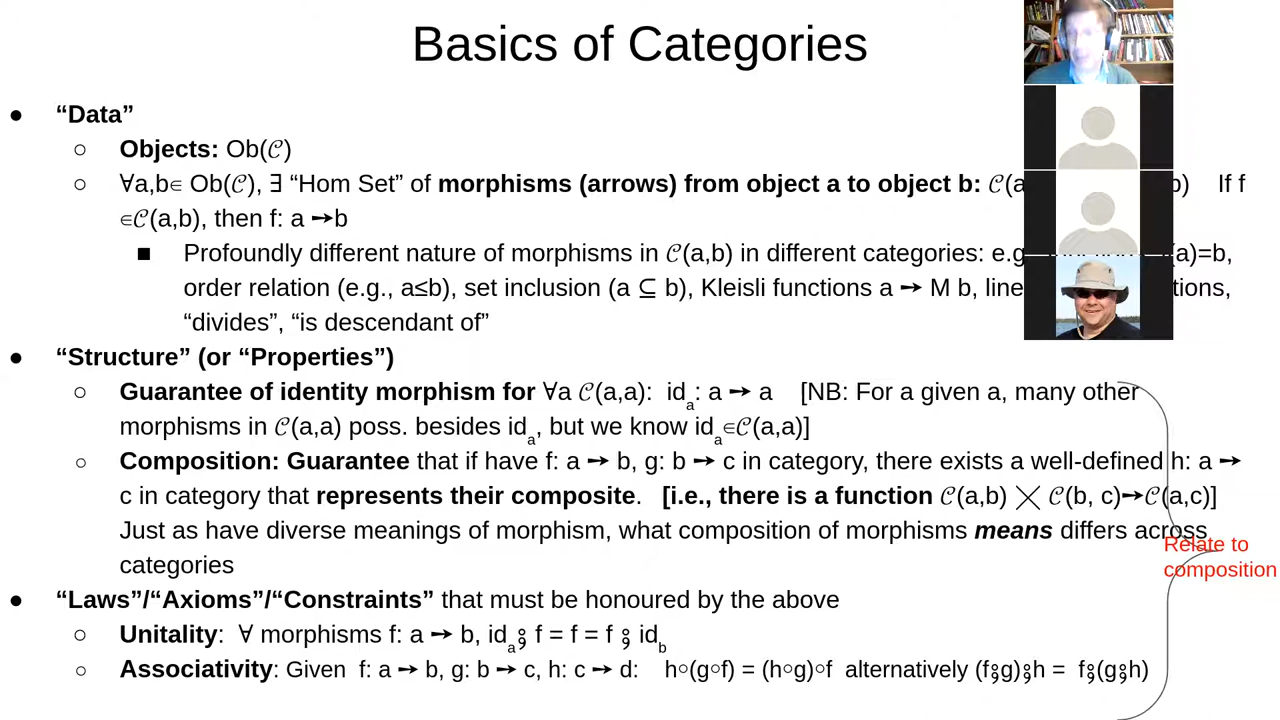 Basics of Categories
● “Data”
○ Objects: Ob(𝒞)
○ ∀a,b∈ Ob(𝒞), ∃ “Hom Set” of morphisms (arrows) from object a to object b: 𝒞(a b) If f
∈𝒞(a,b), then f: a ➙b
■ Profoundly different nature of morphisms in 𝒞(a,b) in different categories: e.g (a)=b,
order relation (e.g., a≤b), set inclusion (a ⊆ b), Kleisli functions a ➙ M b, line tions,
“divides”, “is descendant of”
● “Structure” (or “Properties”)
○ Guarantee of identity morphism for ∀a 𝒞(a,a): id_a: a ➙ a [NB: For a given a, many other
morphisms in 𝒞(a,a) poss. besides id_a, but we know id_a∈𝒞(a,a)]
○ Composition: Guarantee that if have f: a ➙ b, g: b ➙ c in category, there exists a well-defined h: a ➙
c in category that represents their composite. [i.e., there is a function 𝒞(a,b) ╳ 𝒞(b, c)➙𝒞(a,c)]
Just as have diverse meanings of morphism, what composition of morphisms means differs across
categories
Relate to
composition
● “Laws”/“Axioms”/“Constraints” that must be honoured by the above
○ Unitality: ∀ morphisms f: a ➙ b, id_a⨾ f = f = f ⨾ id_b
○ Associativity: Given f: a ➙ b, g: b ➙ c, h: c ➙ d: h○(g○f) = (h○g)○f alternatively (f⨾g)⨾h = f⨾(g⨾h)